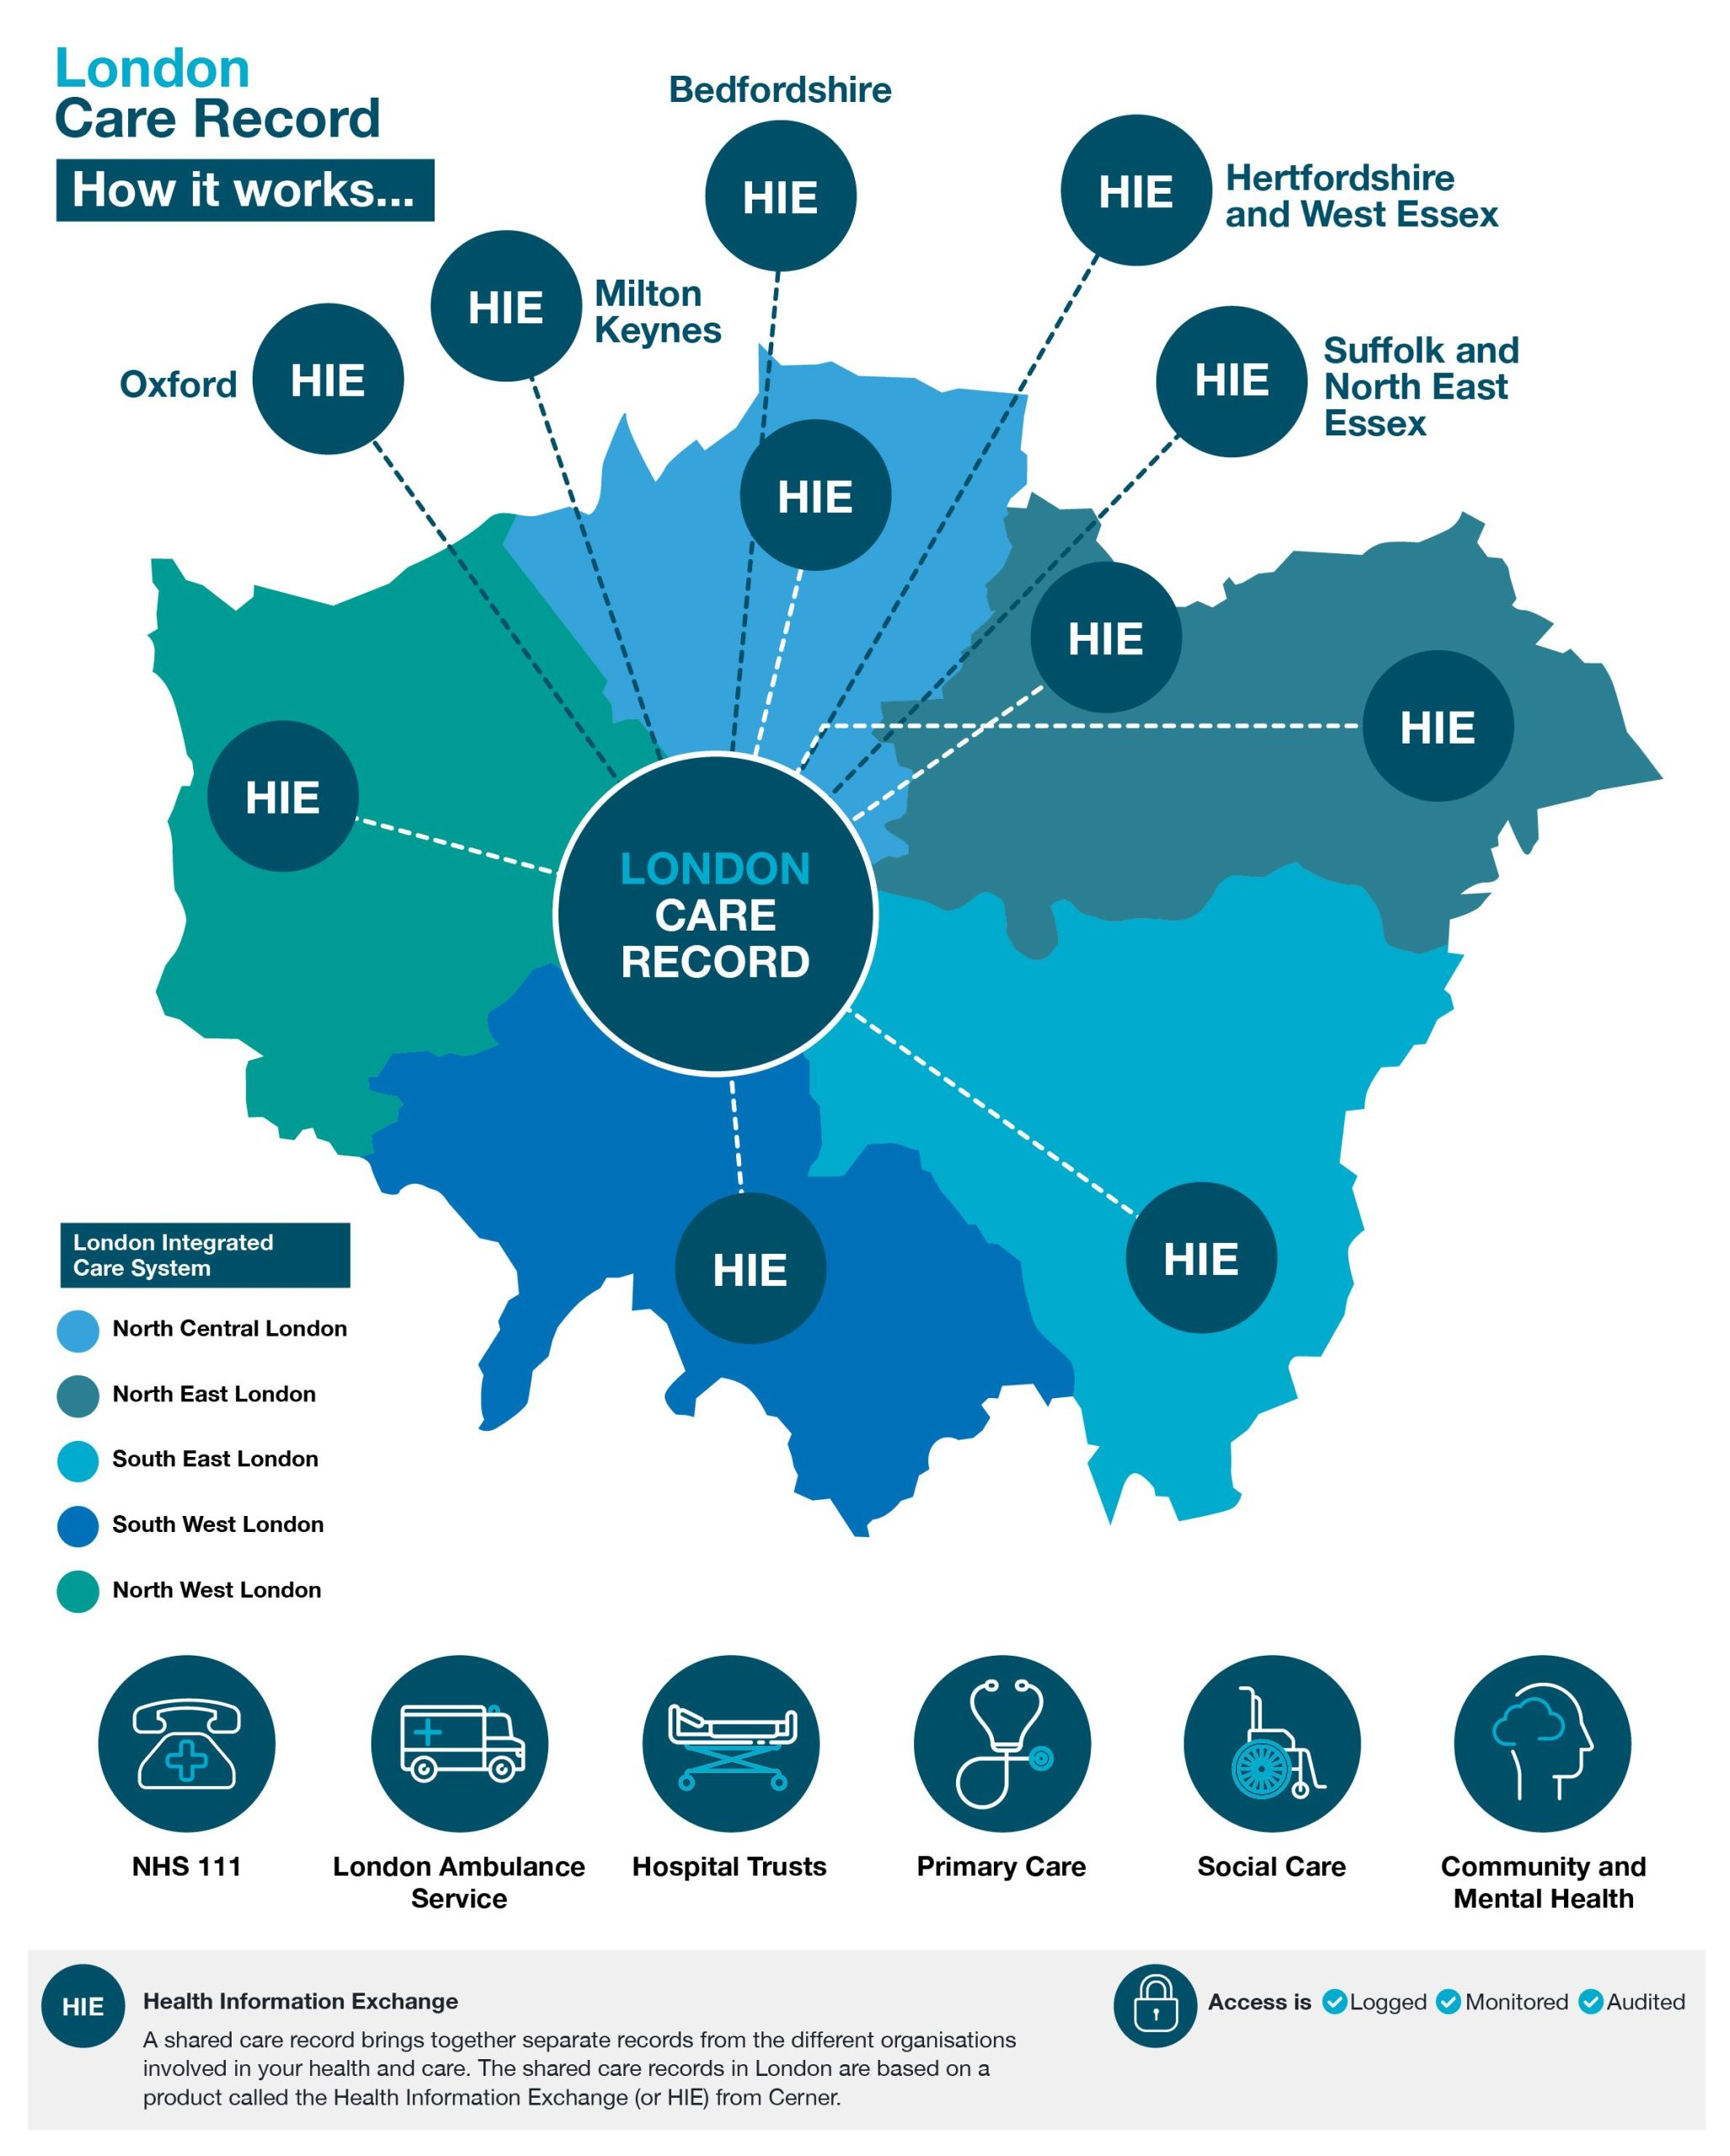 London
Care Record
How it works...
Bedfordshire
HIE
HIE
Hertfordshire
and West Essex
HIE
Milton
Keynes
Oxford
HIE
HIE
Suffolk and
North East
Essex
HIE
HIE
HIE
HIE
LONDON
CARE
RECORD
HIE
HIE
London Integrated
Care System
North Central London
North East London
South East London
South West London
North West London
NHS 111
London Ambulance
Service
Hospital Trusts
Primary Care
Social Care
Community and
Mental Health
HIE
Health Information Exchange
A shared care record brings together separate records from the different organisations
involved in your health and care. The shared care records in London are based on a
product called the Health Information Exchange (or HIE) from Cerner.
Access is Logged Monitored Audited